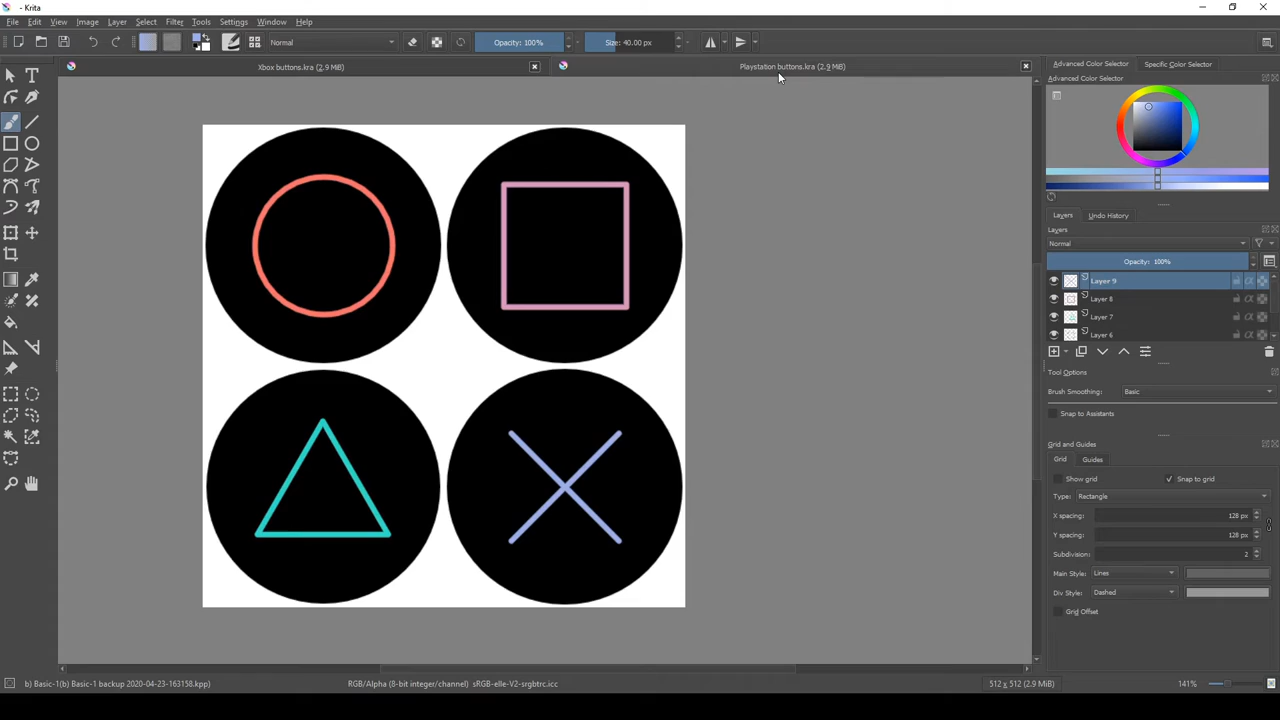 - Krita
File Edit View Image Layer Select Filter Tools Settings Window Help
Normal Opacity: 100% Size: 40.00 px
Xbox buttons.kra (2.9 MiB) Playstation buttons.kra (2.9 MiB)
Advanced Color Selector Specific Color Selector
Advanced Color Selector
Layers Undo History
Layers
Normal
Opacity: 100%
Layer 9
Layer 8
Layer 7
Layer 6
Tool Options
Brush Smoothing: Basic
Snap to Assistants
Grid and Guides
Grid Guides
Show grid Snap to grid
Type: Rectangle
X spacing: 128 px
Y spacing: 128 px
Subdivision: 2
Main Style: Lines
Div Style: Dashed
Grid Offset
b) Basic-1(b) Basic-1 backup 2020-04-23-163158.kpp) RGB/Alpha (8-bit integer/channel) sRGB-elle-V2-srgbtrc.icc 512 x 512 (2.9 MiB) 141%